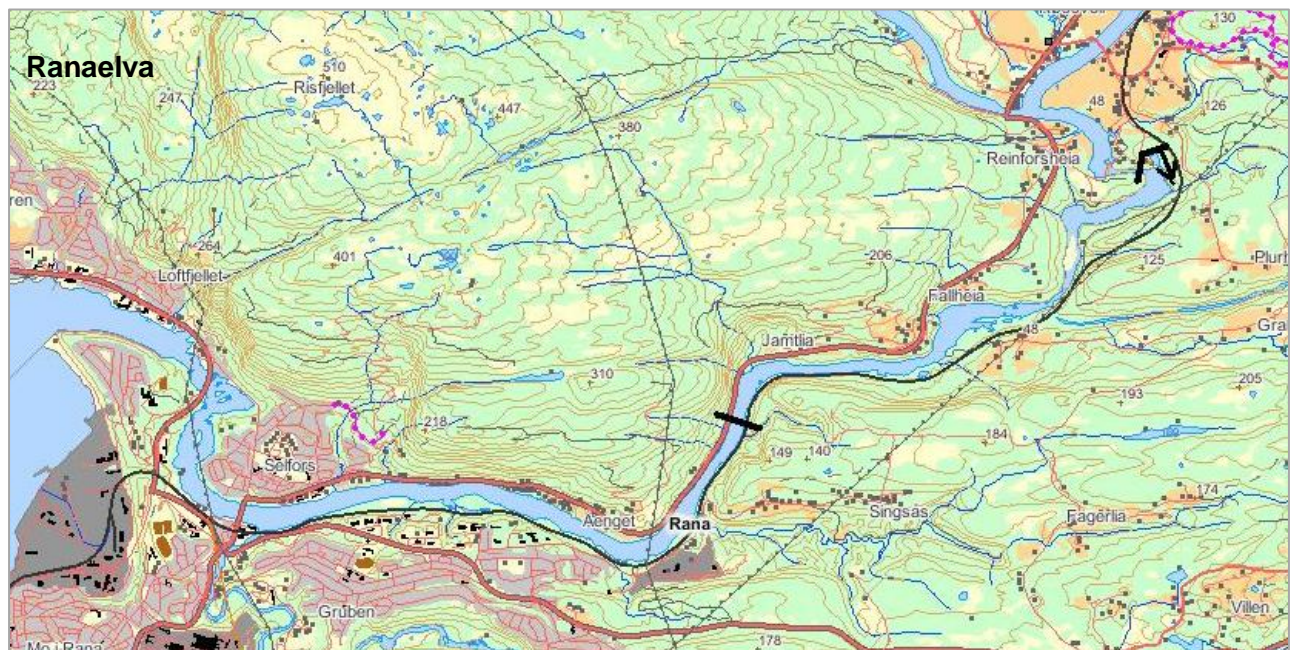 130
Ranaelva
510
223
Risfjellet
247
447
48
126
380
Reinforsheia
ren
264
401
206
125
Loftfjellet
Fallheia
48
Jamtlia
310
193
205
218
184
149
140
Selfors
174
Singsås
Aenget
Rana
Fagerlia
Gruben
Villen
178
Mo i Rana